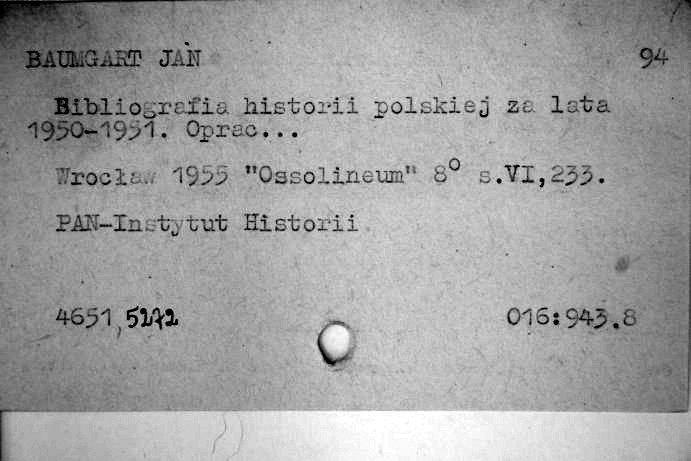 BAUMGART JAN 94
Bibliografia historii polskiej za lata
1950-1951. Oprac...
Wrocław 1955 "Ossolineum" 8° s.VI,233.
PAN-Instytut Historii
4651, 5272 016:943.8